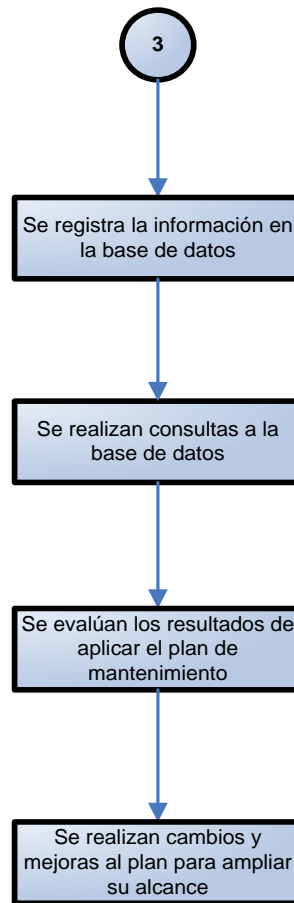 3
Se registra la información en
la base de datos
Se realizan consultas a la
base de datos
Se evalúan los resultados de
aplicar el plan de
mantenimiento
Se realizan cambios y
mejoras al plan para ampliar
su alcance